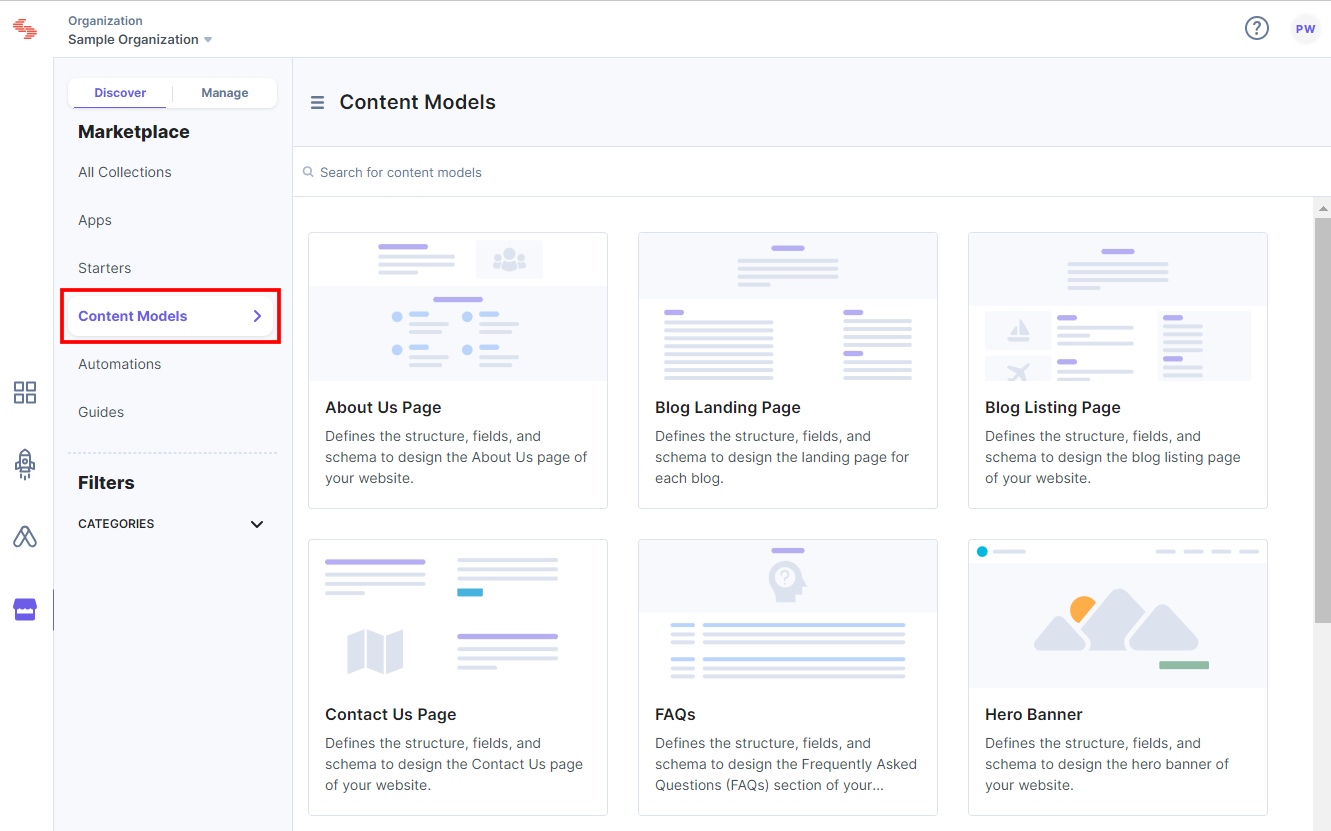 Organization
Sample Organization
PW
Discover
Manage
Marketplace
All Collections
Apps
Starters
Content Models
Automations
Guides
Filters
CATEGORIES
Content Models
Search for content models
About Us Page
Defines the structure, fields, and
schema to design the About Us page of
your website.
Blog Landing Page
Defines the structure, fields, and
schema to design the landing page for
each blog.
Blog Listing Page
Defines the structure, fields, and
schema to design the blog listing page
of your website.
Contact Us Page
Defines the structure, fields, and
schema to design the Contact Us page
of your website.
?
FAQs
Defines the structure, fields, and
schema to design the Frequently Asked
Questions (FAQs) section of your...
Hero Banner
Defines the structure, fields, and
schema to design the hero banner of
your website.